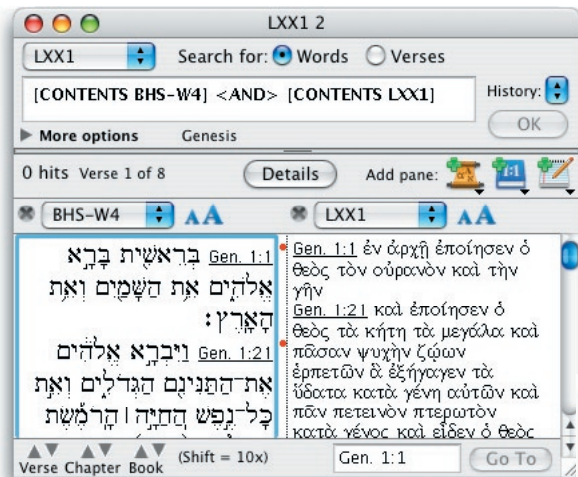 LXX1 2
LXX1 Search for: Words Verses
[CONTENTS BHS-W4] <AND> [CONTENTS LXX1]
History:
OK
More options Genesis
0 hits Verse 1 of 8 Details Add pane:
BHS-W4 AA LXX1 AA
Gen. 1:1 בְּרֵאשִׁ֖ית בָּרָ֣א
אֱלֹהִ֑ים אֵ֥ת הַשָּׁמַ֖יִם וְאֵ֥ת
הָאָֽרֶץ׃
Gen. 1:21 וַיִּבְרָ֣א אֱלֹהִ֔ים
אֶת־הַתַּנִּינִ֖ם הַגְּדֹלִ֑ים וְאֵ֣ת
כָּל־נֶ֣פֶשׁ הַֽחַיָּ֣ה׀ הָֽרֹמֶ֡שֶׂת
Gen. 1:1 ἐν ἀρχῇ ἐποίησεν ὁ
θεὸς τὸν οὐρανὸν καὶ τὴν
γῆν
Gen. 1:21 καὶ ἐποίησεν ὁ
θεὸς τὰ κήτη τὰ μεγάλα καὶ
πᾶσαν ψυχὴν ζῴων
ἑρπετῶν ἃ ἐξήγαγεν τὰ
ὕδατα κατὰ γένη αὐτῶν καὶ
πᾶν πετεινὸν πτερωτὸν
κατὰ γένος καὶ εἶδεν ὁ θεὸς
Verse Chapter Book (Shift = 10x) Gen. 1:1 Go To